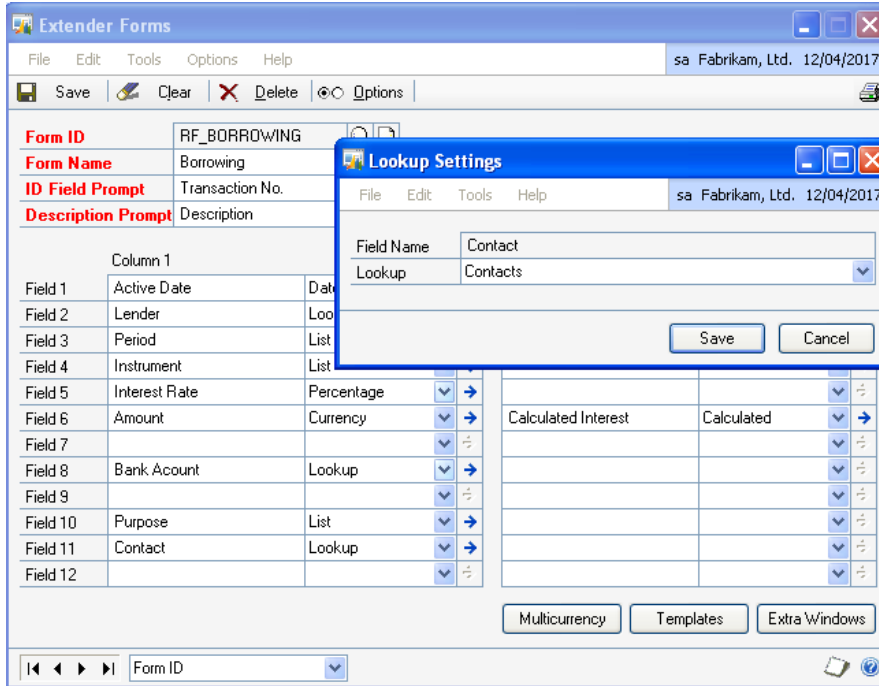 Extender Forms
File Edit Tools Options Help sa Fabrikam, Ltd. 12/04/2017
Save Clear Delete Options
Form ID RF_BORROWING
Form Name Borrowing
ID Field Prompt Transaction No.
Description Prompt Description
Lookup Settings
File Edit Tools Help sa Fabrikam, Ltd. 12/04/2017
Field Name Contact
Lookup Contacts
Save Cancel
Column 1
Field 1 Active Date
Field 2 Lender
Field 3 Period List
Field 4 Instrument List
Field 5 Interest Rate Percentage
Field 6 Amount Currency Calculated Interest Calculated
Field 7
Field 8 Bank Acount Lookup
Field 9
Field 10 Purpose List
Field 11 Contact Lookup
Field 12
Multicurrency Templates Extra Windows
Form ID